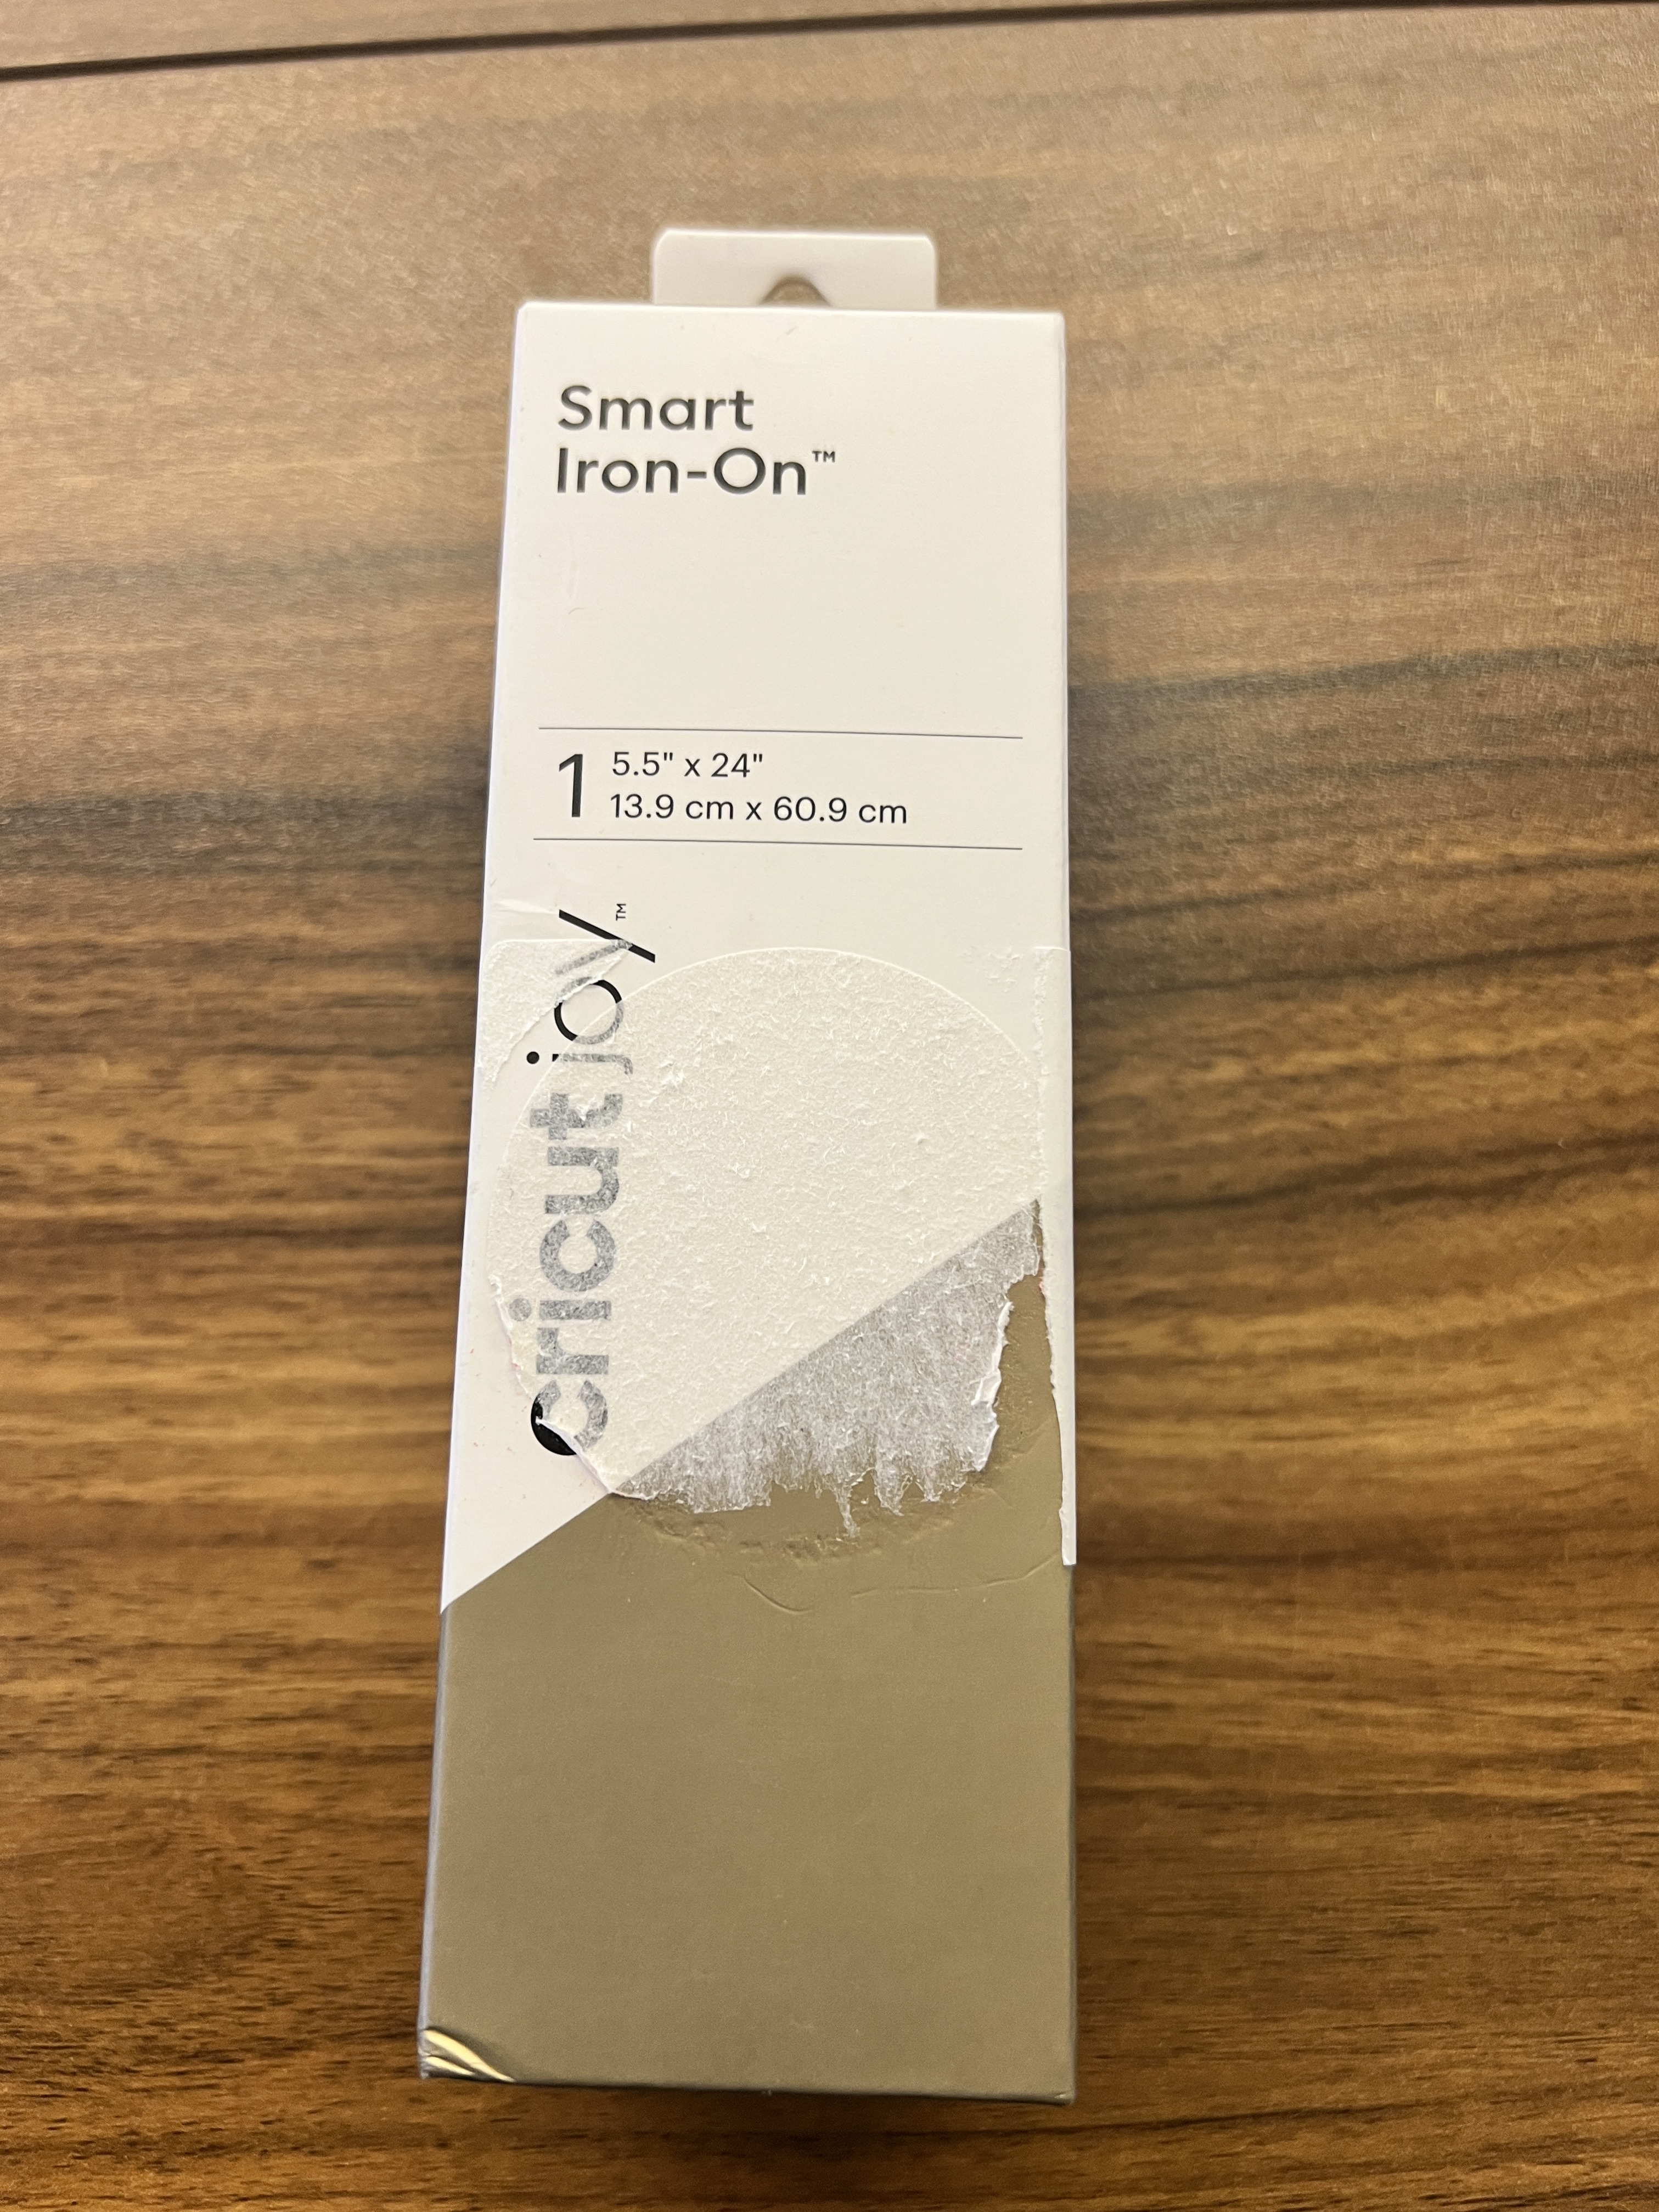 Smart
Iron-On™
1 5.5" x 24"
13.9 cm x 60.9 cm
cricut joy™